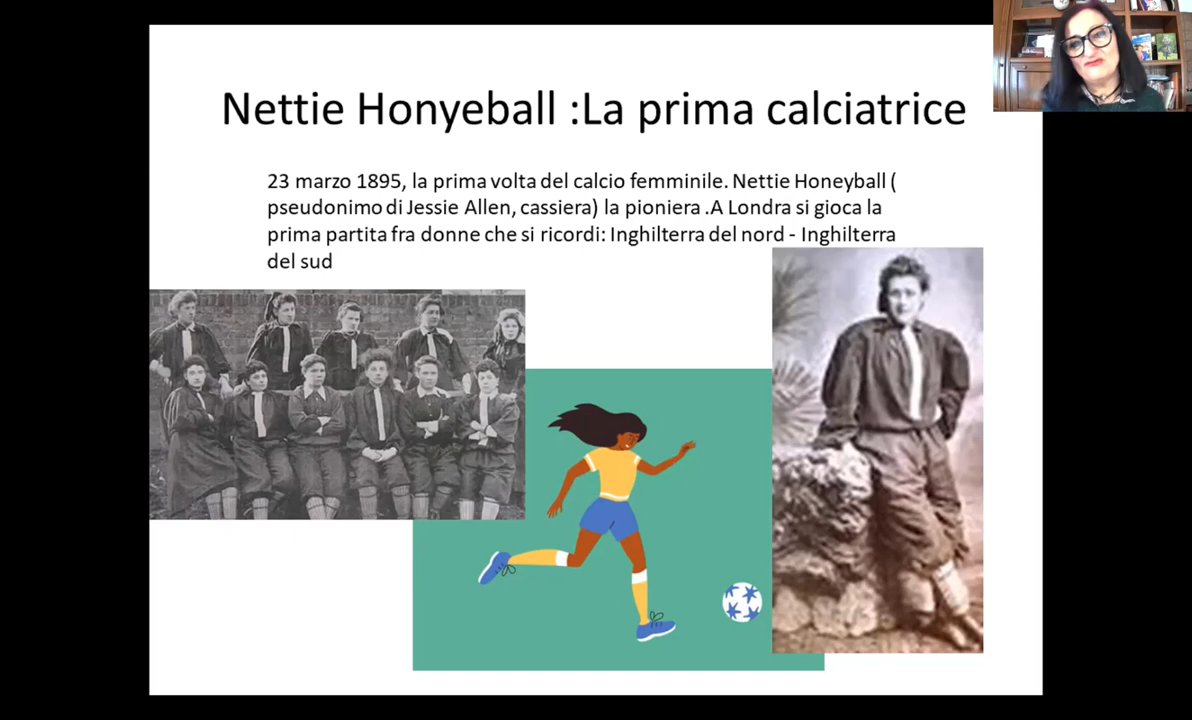 Nettie Honyeball :La prima calciatrice
23 marzo 1895, la prima volta del calcio femminile. Nettie Honeyball (
pseudonimo di Jessie Allen, cassiera) la pioniera .A Londra si gioca la
prima partita fra donne che si ricordi: Inghilterra del nord - Inghilterra
del sud